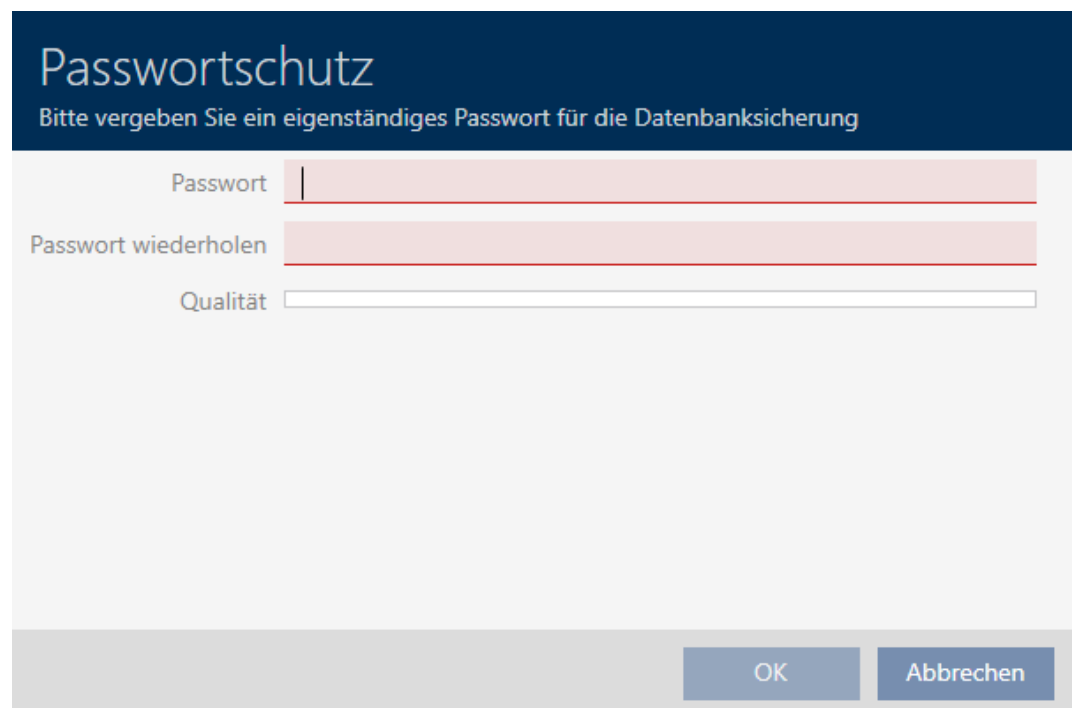 Passwortschutz
Bitte vergeben Sie ein eigenständiges Passwort für die Datenbanksicherung
Passwort
Passwort wiederholen
Qualität
OK Abbrechen